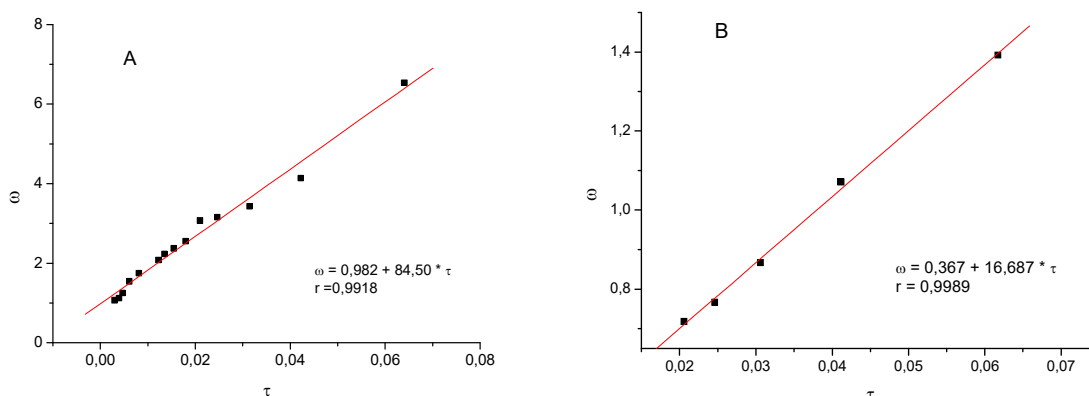 A
ω
8
6
4
2
0
ω = 0,982 + 84,50 * τ
r =0,9918
0,00 0,02 0,04 0,06 0,08
τ
B
ω
1,4
1,2
1,0
0,8
ω = 0,367 + 16,687 * τ
r = 0,9989
0,02 0,03 0,04 0,05 0,06 0,07
τ